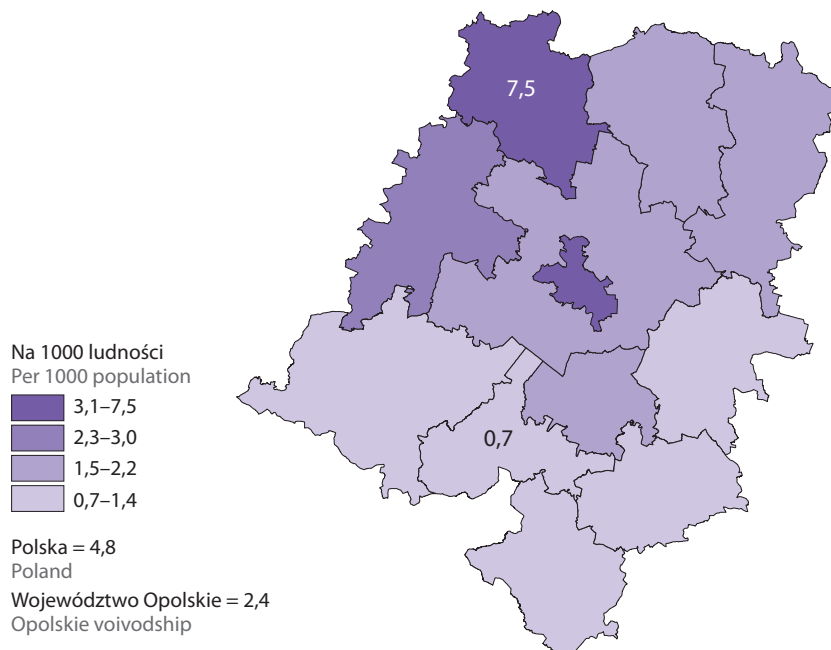 7,5
0,7
Na 1000 ludności
Per 1000 population
3,1–7,5
2,3–3,0
1,5–2,2
0,7–1,4
Polska = 4,8
Poland
Województwo Opolskie = 2,4
Opolskie voivodship